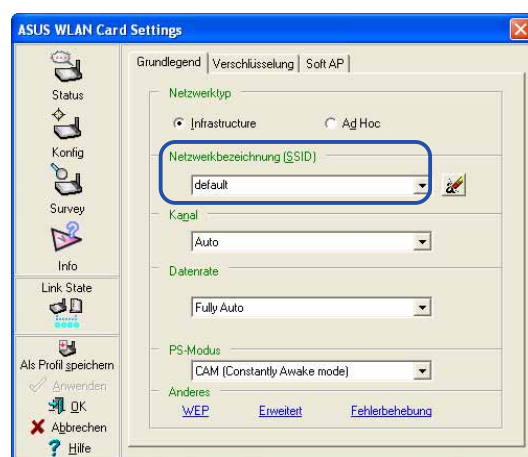 ASUS WLAN Card Settings
Status
Konfig
Survey
Info
Link State
Als Profil speichern
Anwenden
OK
Abbrechen
Hilfe
Grundlegend
Verschlüsselung
Soft AP
Netzwerktyp
Infrastructure
Ad Hoc
Netzwerkbezeichnung (SSID)
default
Kanal
Auto
Datenrate
Fully Auto
PS-Modus
CAM (Constantly Awake mode)
Anderes
WEP
Erweitert
Fehlerbehebung